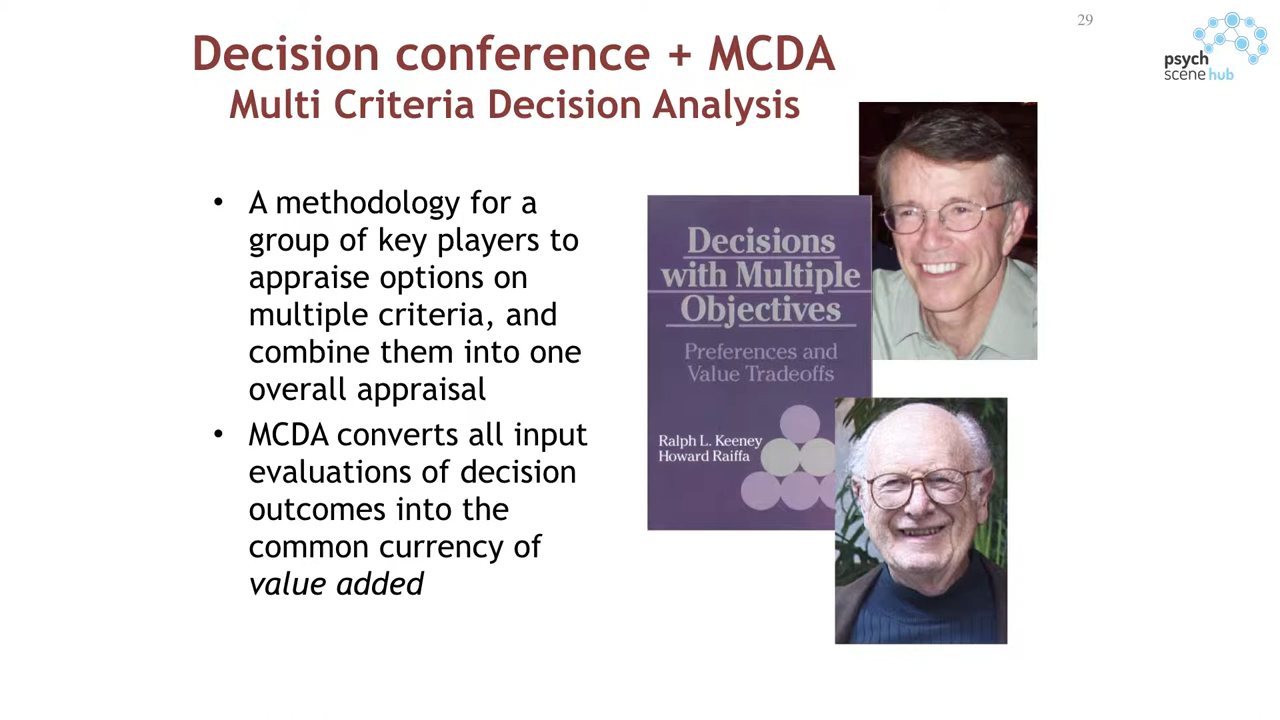 29
psych
scene hub
Decision conference + MCDA
Multi Criteria Decision Analysis
• A methodology for a
group of key players to
appraise options on
multiple criteria, and
combine them into one
overall appraisal
• MCDA converts all input
evaluations of decision
outcomes into the
common currency of
value added
Decisions
with Multiple
Objectives
Preferences and
Value Tradeoffs
Ralph L. Keeney
Howard Raiffa